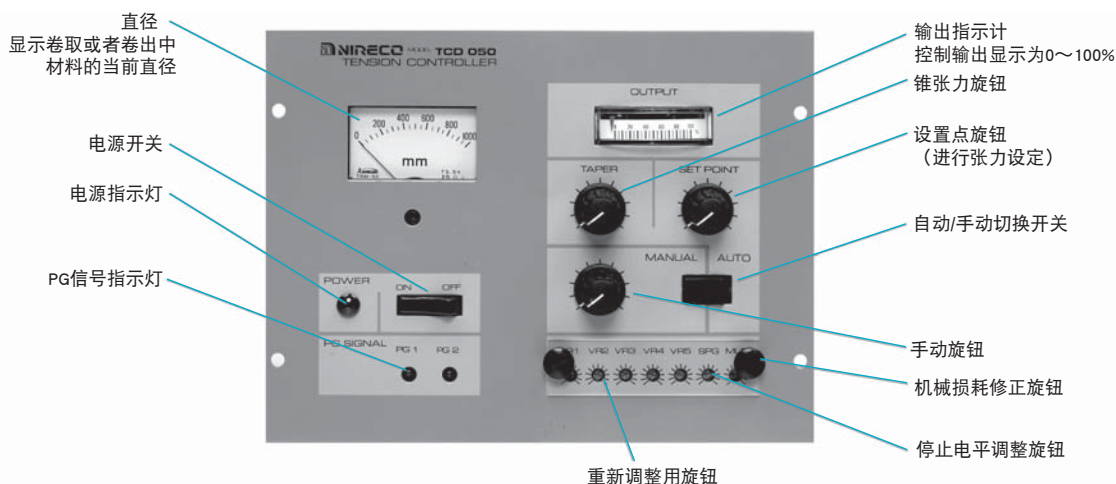 直径
显示卷取或者卷出中
材料的当前直径
电源开关
电源指示灯
PG信号指示灯
NIRECO MODEL TCD 050
TENSION CONTROLLER
0 200 400 600 800 1000
mm
POWER
ON OFF
PG SIGNAL PG 1 PG 2
OUTPUT
0 20 40 60 80
TAPER SET POINT
MANUAL AUTO
VR2 VR3 VR4 VR5 SPG
输出指示计
控制输出显示为0～100%
锥张力旋钮
设置点旋钮
（进行张力设定）
自动/手动切换开关
手动旋钮
机械损耗修正旋钮
停止电平调整旋钮
重新调整用旋钮